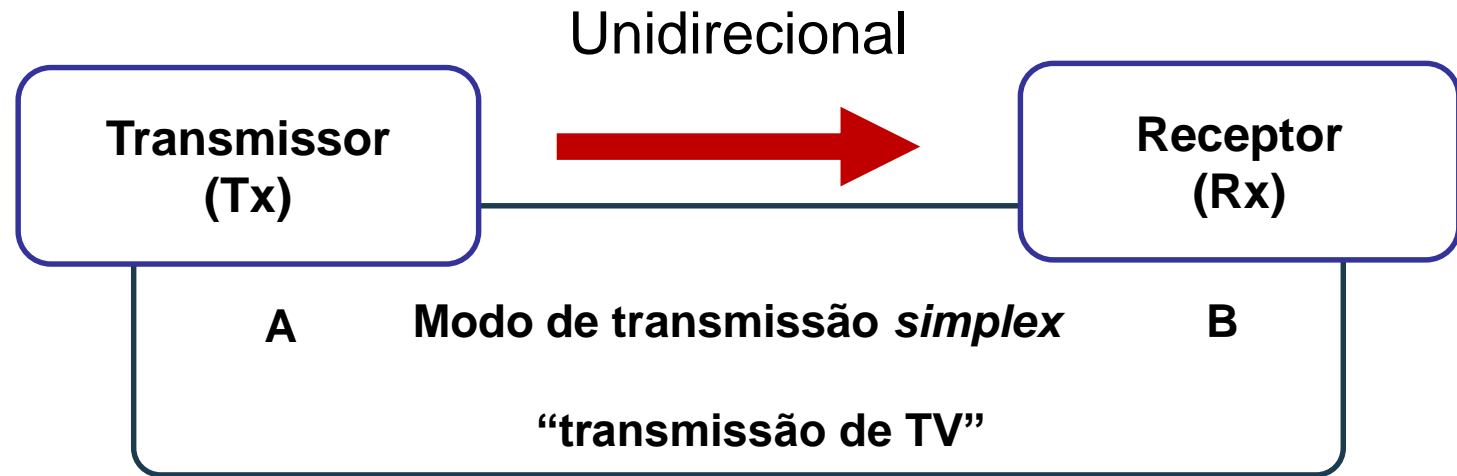 Unidirecional
Transmissor
(Tx)
Receptor
(Rx)
A
Modo de transmissão simplex
B
“transmissão de TV”